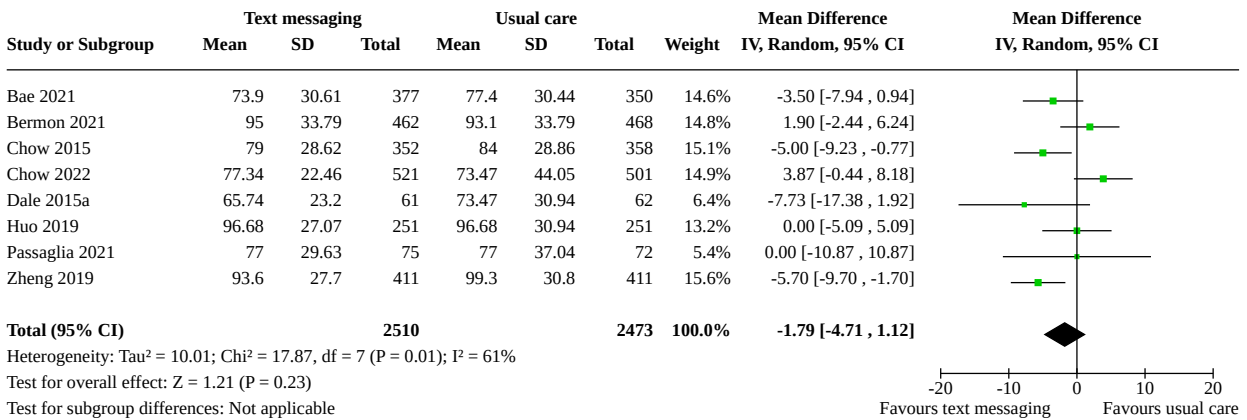 Text messaging Usual care Mean Difference Mean Difference
Study or Subgroup Mean SD Total Mean SD Total Weight IV, Random, 95% CI IV, Random, 95% CI
Bae 2021 73.9 30.61 377 77.4 30.44 350 14.6% -3.50 [-7.94 , 0.94]
Bermon 2021 95 33.79 462 93.1 33.79 468 14.8% 1.90 [-2.44 , 6.24]
Chow 2015 79 28.62 352 84 28.86 358 15.1% -5.00 [-9.23 , -0.77]
Chow 2022 77.34 22.46 521 73.47 44.05 501 14.9% 3.87 [-0.44 , 8.18]
Dale 2015a 65.74 23.2 61 73.47 30.94 62 6.4% -7.73 [-17.38 , 1.92]
Huo 2019 96.68 27.07 251 96.68 30.94 251 13.2% 0.00 [-5.09 , 5.09]
Passaglia 2021 77 29.63 75 77 37.04 72 5.4% 0.00 [-10.87 , 10.87]
Zheng 2019 93.6 27.7 411 99.3 30.8 411 15.6% -5.70 [-9.70 , -1.70]
Total (95% CI) 2510 2473 100.0% -1.79 [-4.71 , 1.12]
Heterogeneity: Tau² = 10.01; Chi² = 17.87, df = 7 (P = 0.01); I² = 61%
Test for overall effect: Z = 1.21 (P = 0.23)
-20 -10 0 10 20
Test for subgroup differences: Not applicable
Favours text messaging Favours usual care